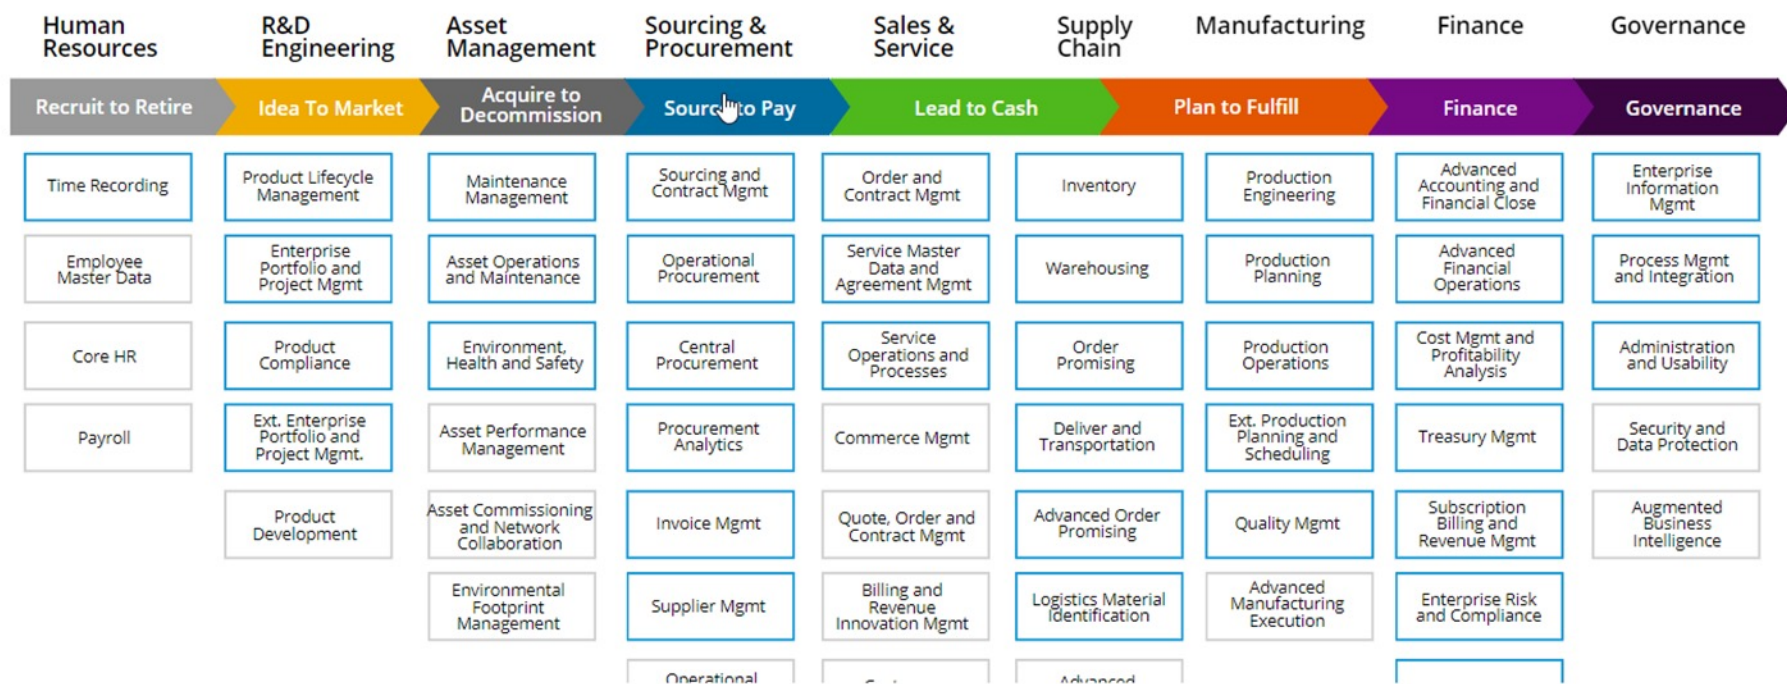 Human
Resources
R&D
Engineering
Asset
Management
Sourcing &
Procurement
Sales &
Service
Supply
Chain
Manufacturing
Finance
Governance
Recruit to Retire
Idea To Market
Acquire to
Decommission
Source to Pay
Lead to Cash
Plan to Fulfill
Finance
Governance
Time Recording
Product Lifecycle
Management
Maintenance
Management
Sourcing and
Contract Mgmt
Order and
Contract Mgmt
Inventory
Production
Engineering
Advanced
Accounting and
Financial Close
Enterprise
Information
Mgmt
Employee
Master Data
Enterprise
Portfolio and
Project Mgmt
Asset Operations
and Maintenance
Operational
Procurement
Service Master
Data and
Agreement Mgmt
Warehousing
Production
Planning
Advanced
Financial
Operations
Process Mgmt
and Integration
Core HR
Product
Compliance
Environment,
Health and Safety
Central
Procurement
Service
Operations and
Processes
Order
Promising
Production
Operations
Cost Mgmt and
Profitability
Analysis
Administration
and Usability
Payroll
Ext. Enterprise
Portfolio and
Project Mgmt.
Asset Performance
Management
Procurement
Analytics
Commerce Mgmt
Deliver and
Transportation
Ext. Production
Planning and
Scheduling
Treasury Mgmt
Security and
Data Protection
Product
Development
Asset Commissioning
and Network
Collaboration
Invoice Mgmt
Quote, Order and
Contract Mgmt
Advanced Order
Promising
Quality Mgmt
Subscription
Billing and
Revenue Mgmt
Augmented
Business
Intelligence
Environmental
Footprint
Management
Supplier Mgmt
Billing and
Revenue
Innovation Mgmt
Logistics Material
Identification
Advanced
Manufacturing
Execution
Enterprise Risk
and Compliance
Operational
Advanced